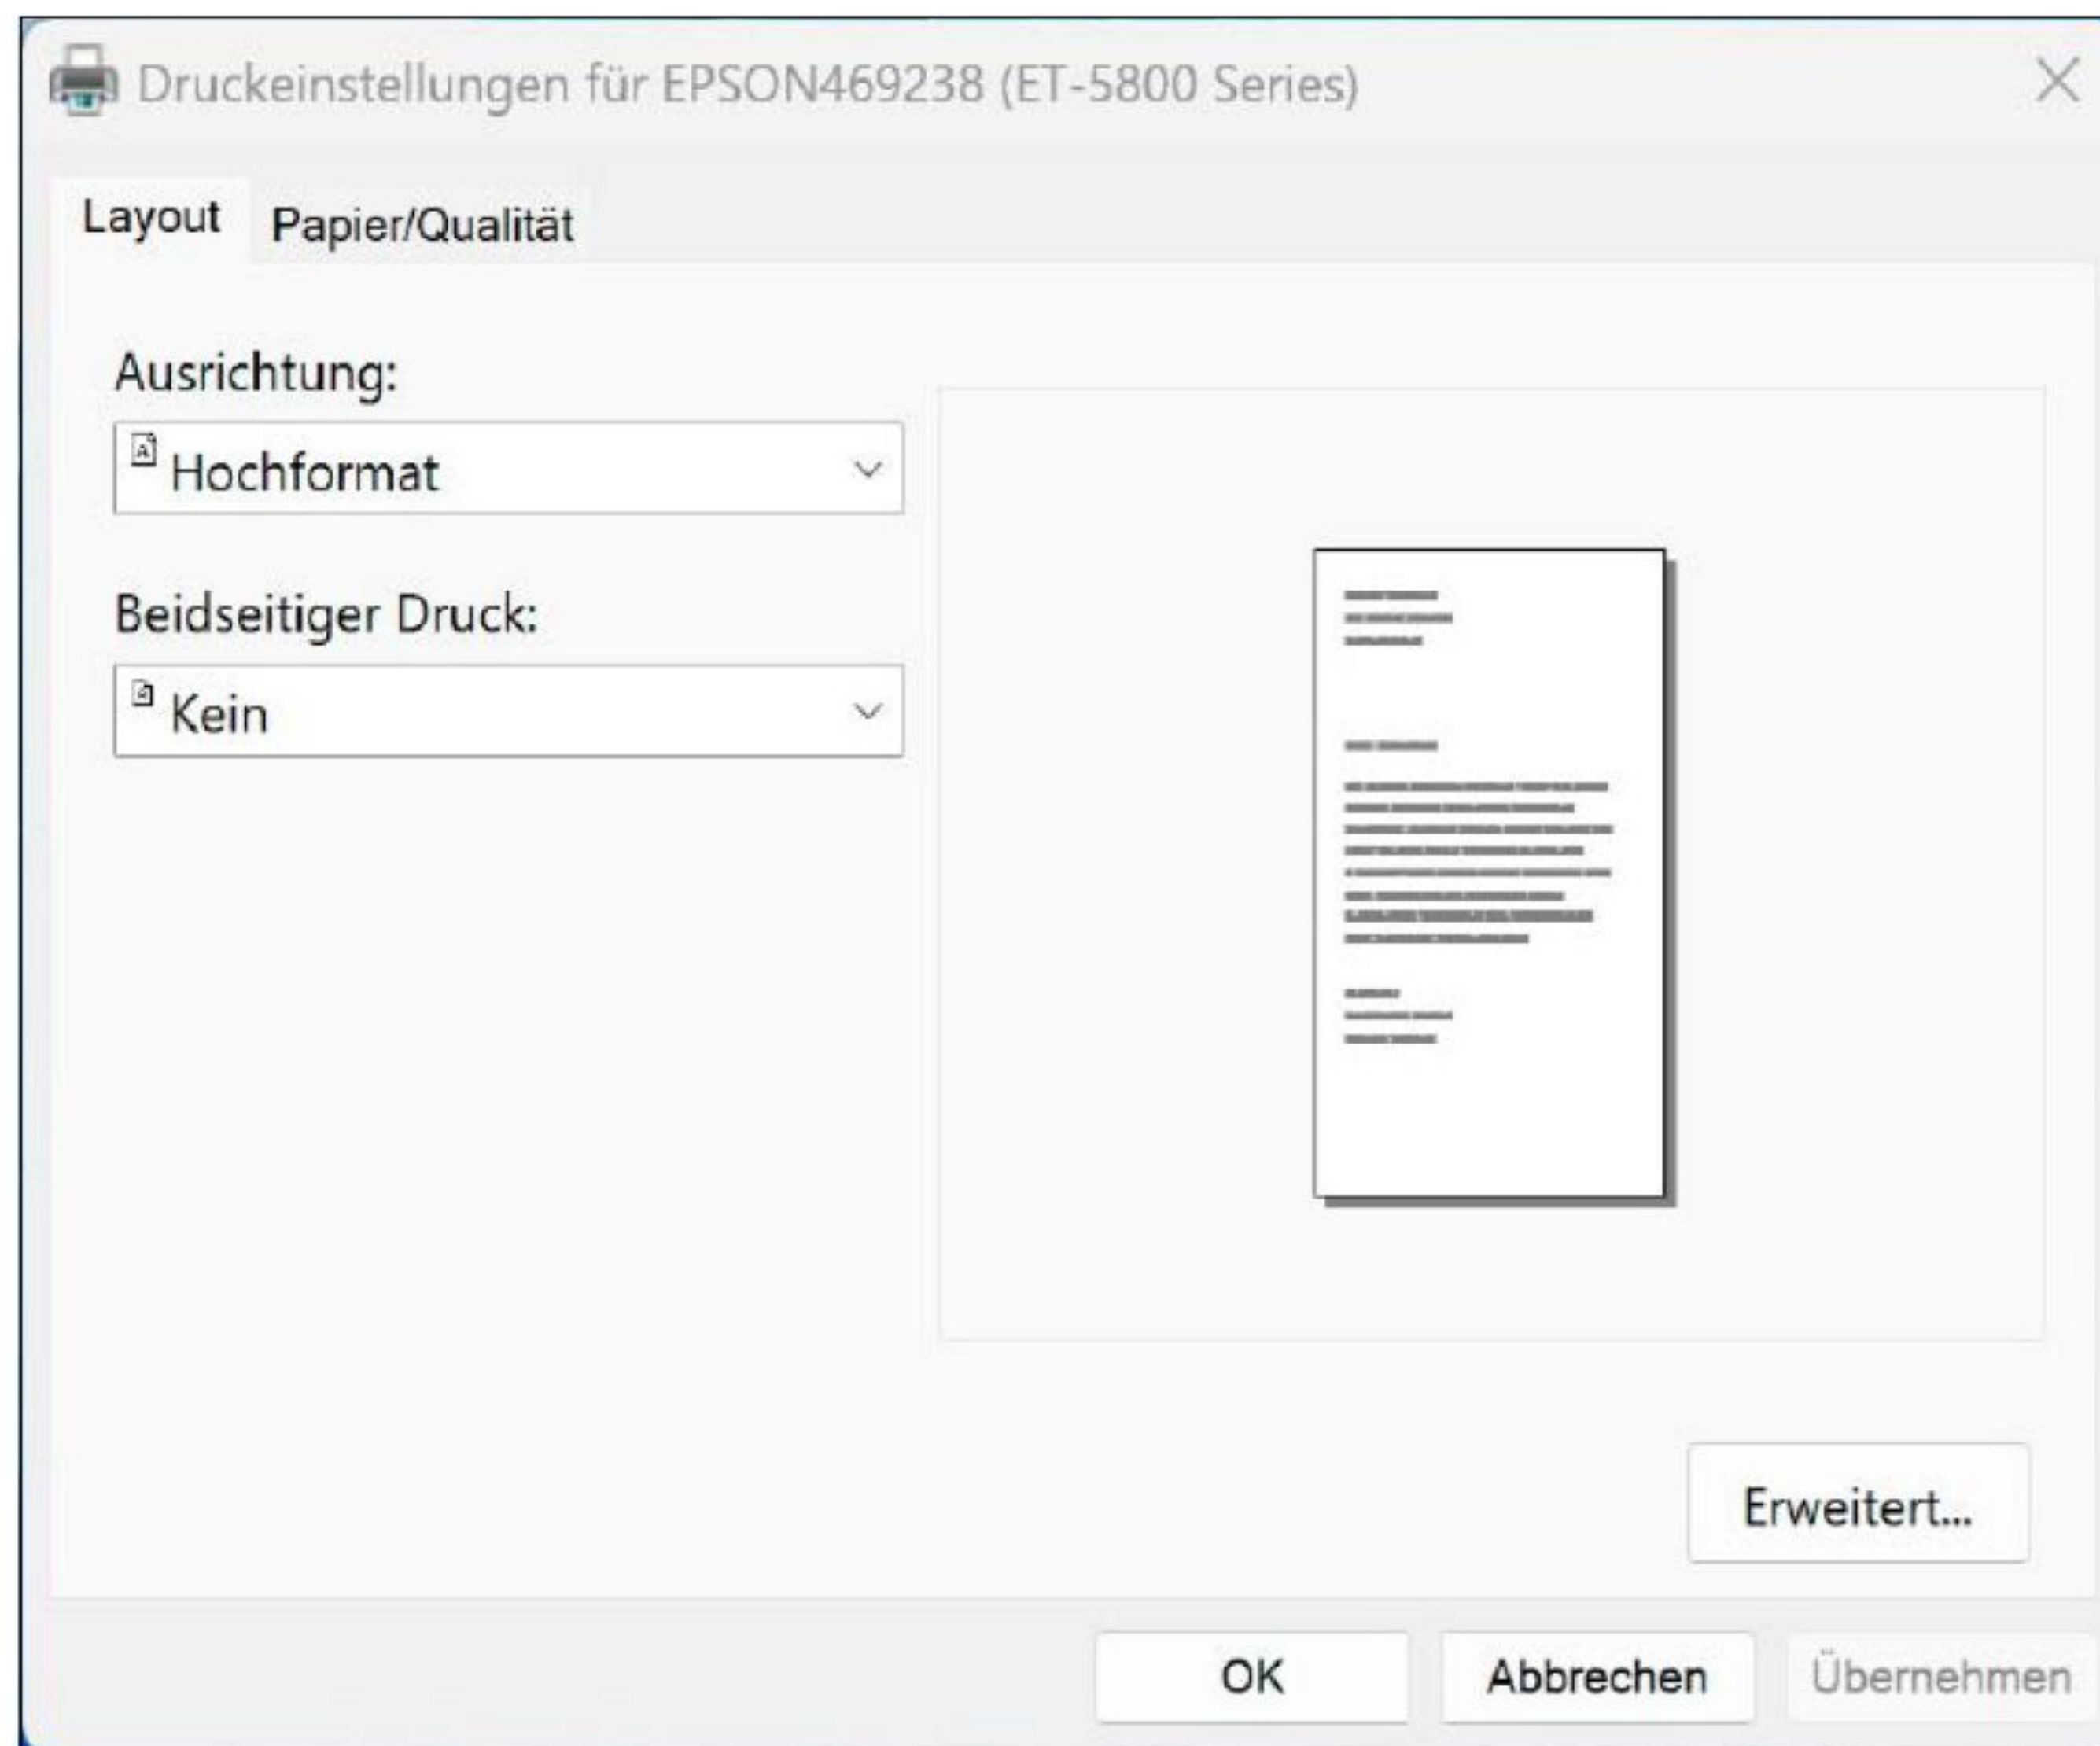 Druckeinstellungen für EPSON469238 (ET-5800 Series)
Layout Papier/Qualität
Ausrichtung:
Hochformat
Beidseitiger Druck:
Kein
Erweitert...
OK Abbrechen Übernehmen